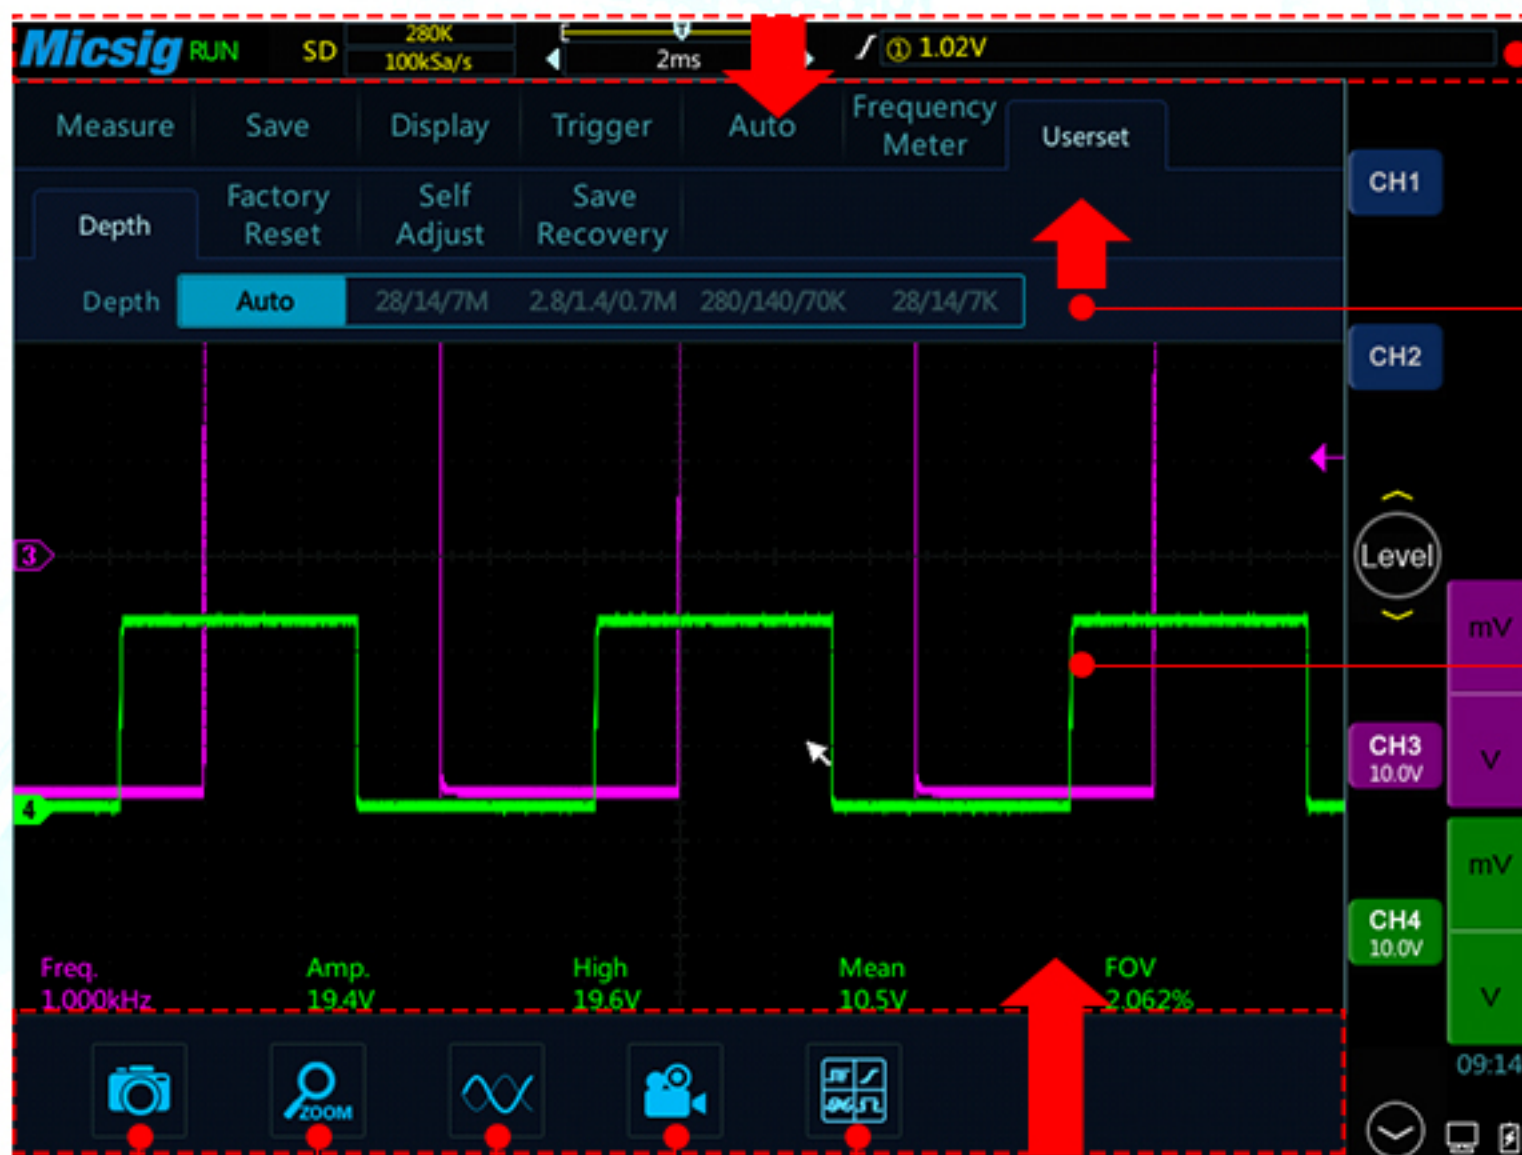 Micsig RUN SD 280K
100kSa/s
T
2ms
① 1.02V
Measure Save Display Trigger Auto Frequency
Meter Userset
Depth Factory
Reset Self
Adjust Save
Recovery
Depth Auto 28/14/7M 2.8/1.4/0.7M 280/140/70K 28/14/7K
CH1
CH2
3
Level
mV
V
CH3
10.0V
4
mV
V
CH4
10.0V
Freq. Amp. High Mean FOV
1.000kHz 19.4V 19.6V 10.5V 2.062%
ZOOM
09:14